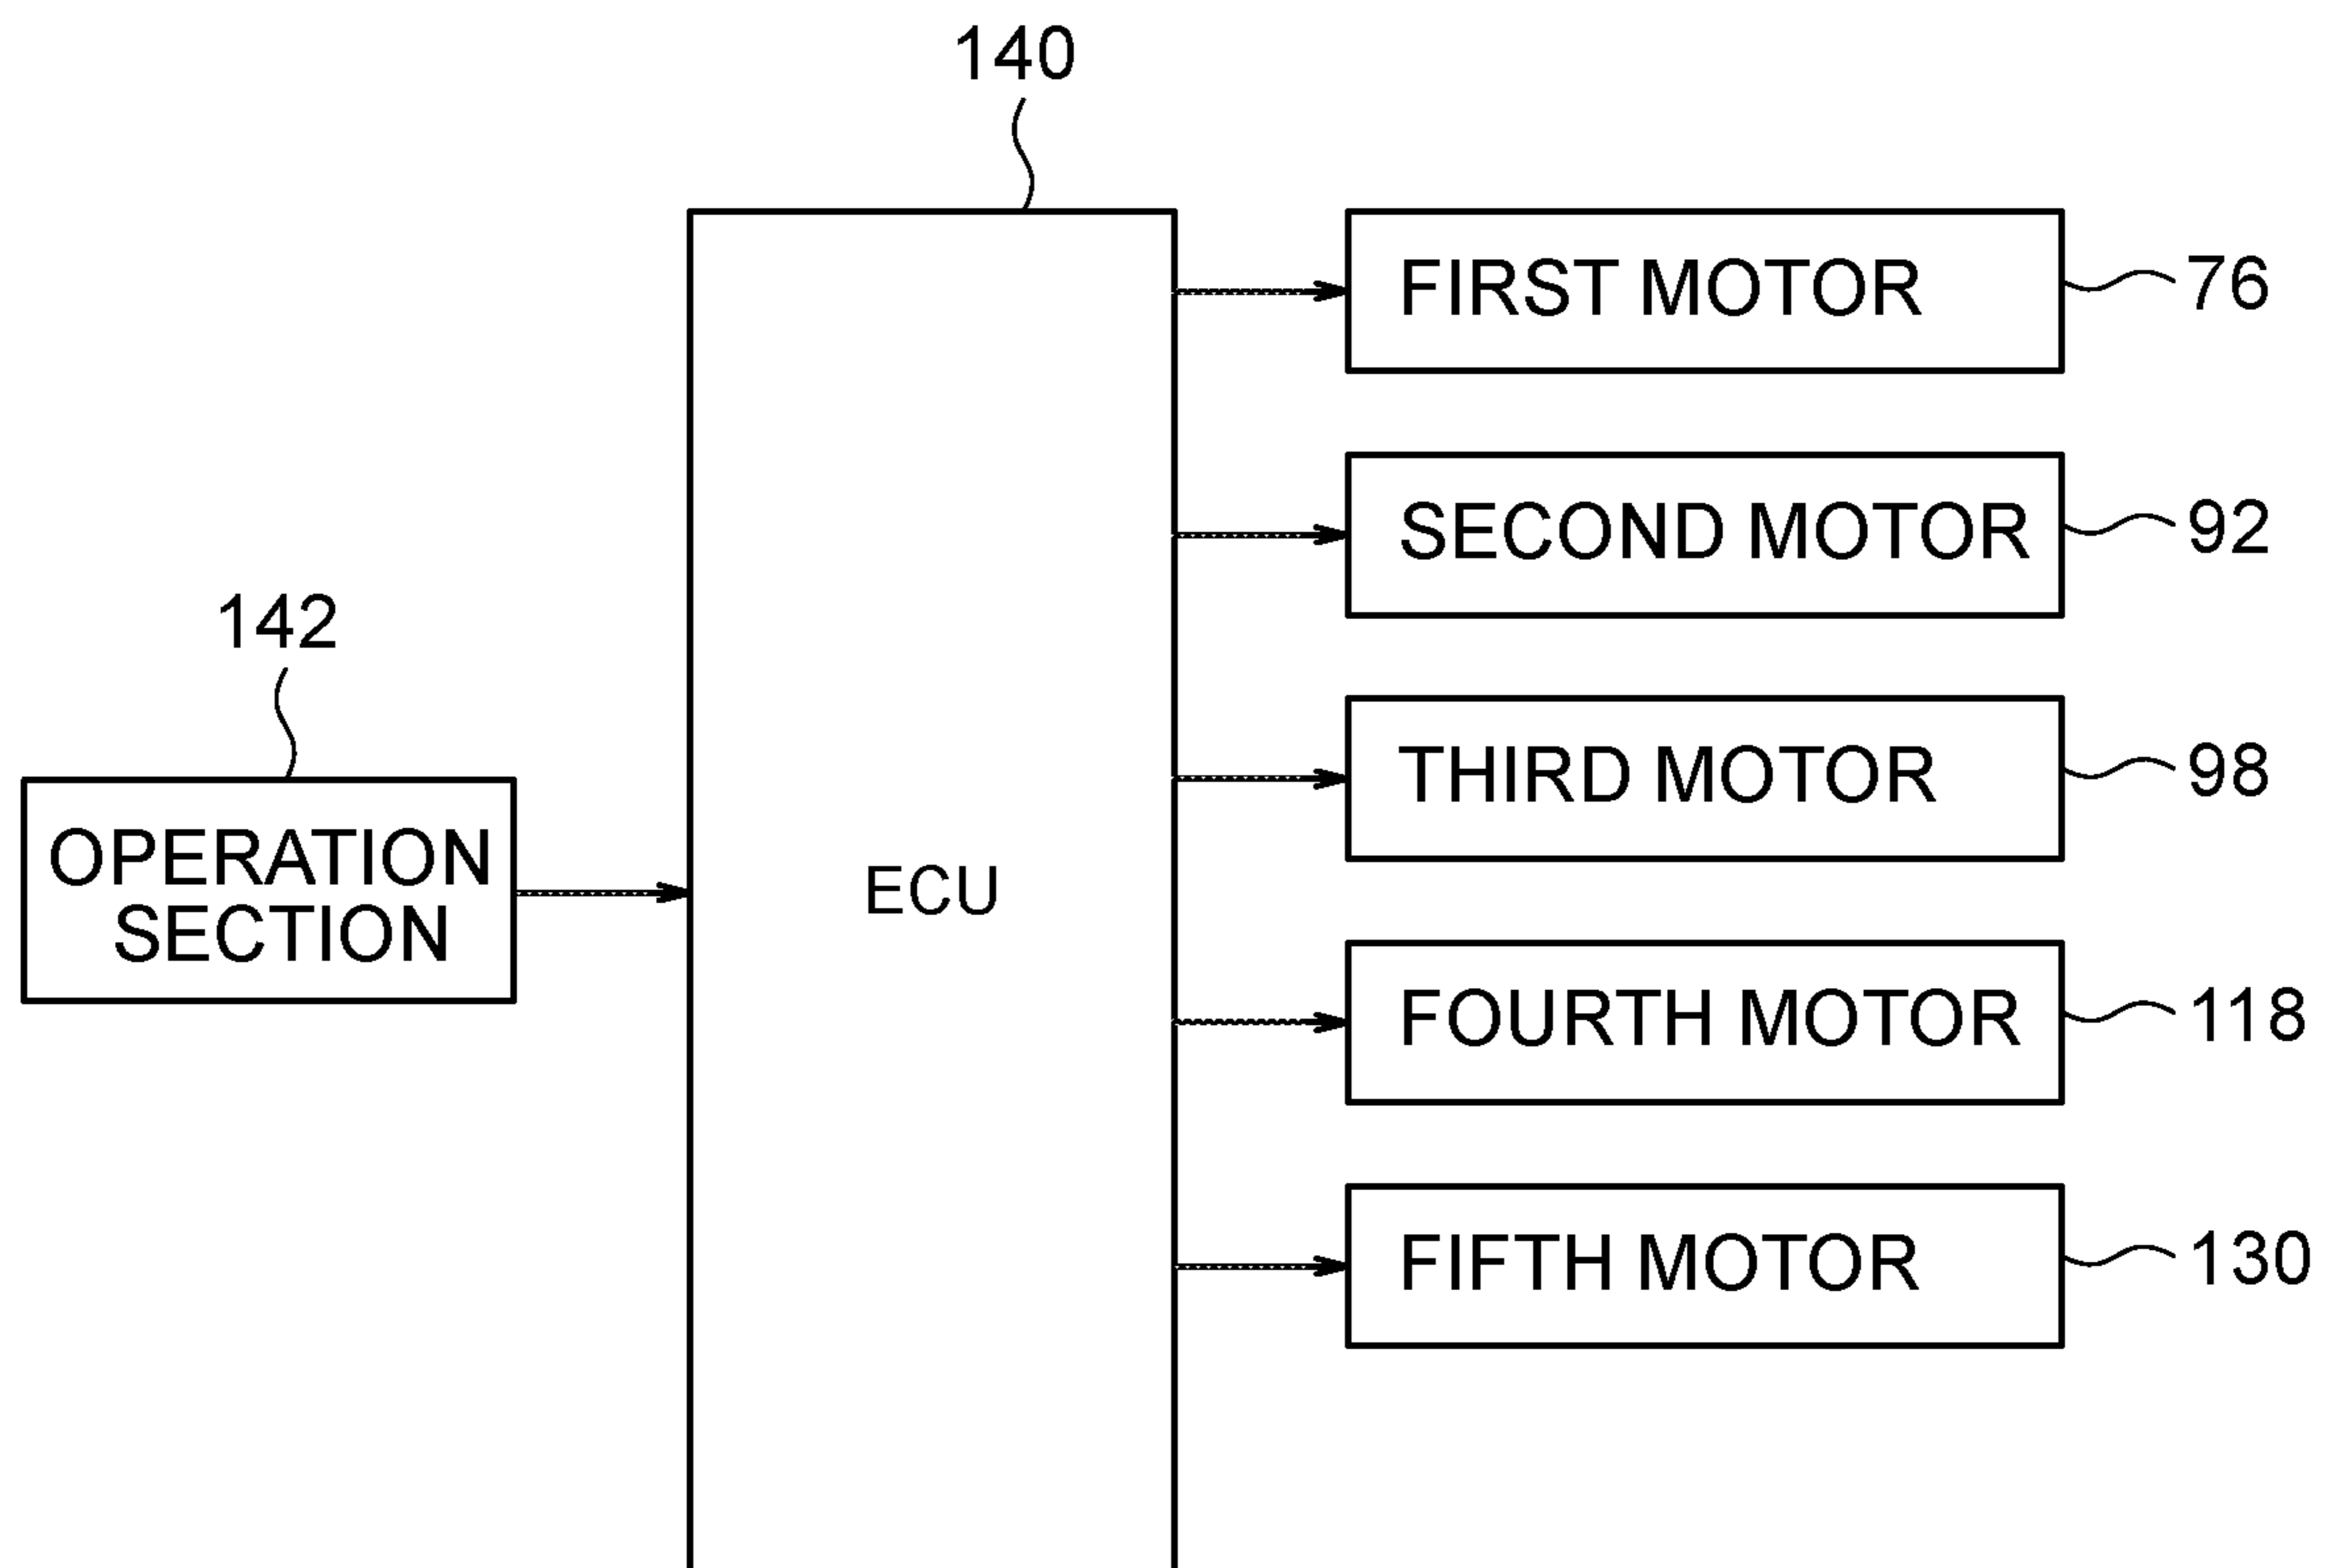 140
FIRST MOTOR
76
SECOND MOTOR
92
142
THIRD MOTOR
98
OPERATION
SECTION
ECU
FOURTH MOTOR
118
FIFTH MOTOR
130